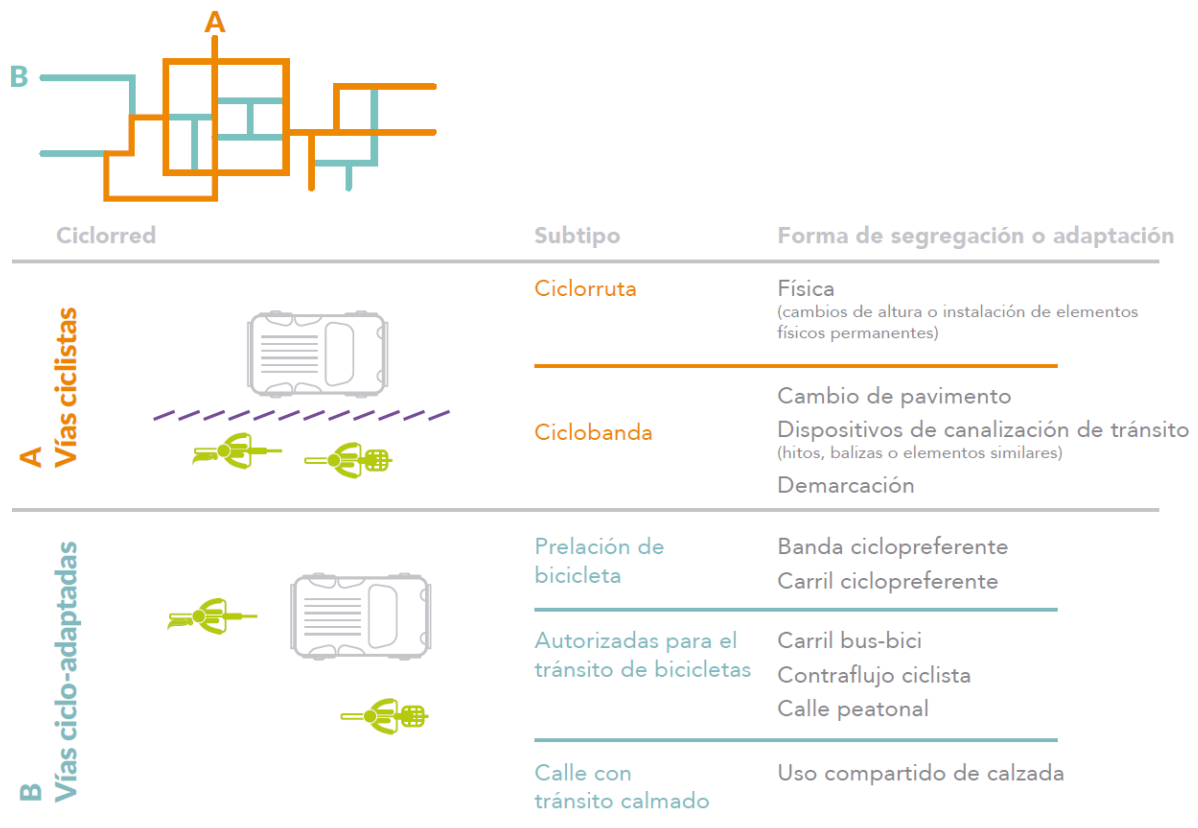 A
B
Ciclorred
Subtipo
Forma de segregación o adaptación
A
Vías ciclistas
Ciclorruta
Física
(cambios de altura o instalación de elementos
físicos permanentes)
Ciclobanda
Cambio de pavimento
Dispositivos de canalización de tránsito
(hitos, balizas o elementos similares)
Demarcación
B
Vías ciclo-adaptadas
Prelación de
bicicleta
Banda ciclopreferente
Carril ciclopreferente
Autorizadas para el
tránsito de bicicletas
Carril bus-bici
Contraflujo ciclista
Calle peatonal
Calle con
tránsito calmado
Uso compartido de calzada